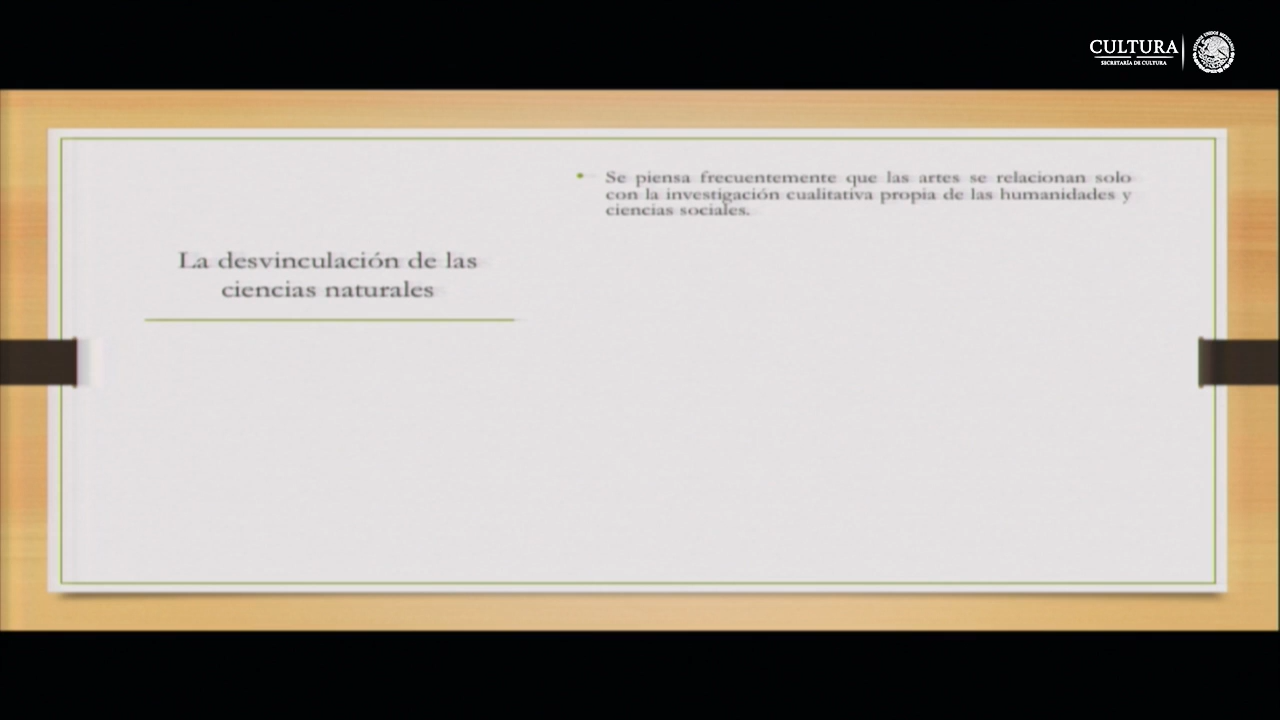 CULTURA
SECRETARÍA DE CULTURA
Se piensa frecuentemente que las artes se relacionan solo
con la investigación cualitativa propia de las humanidades y
ciencias sociales.
La desvinculación de las
ciencias naturales